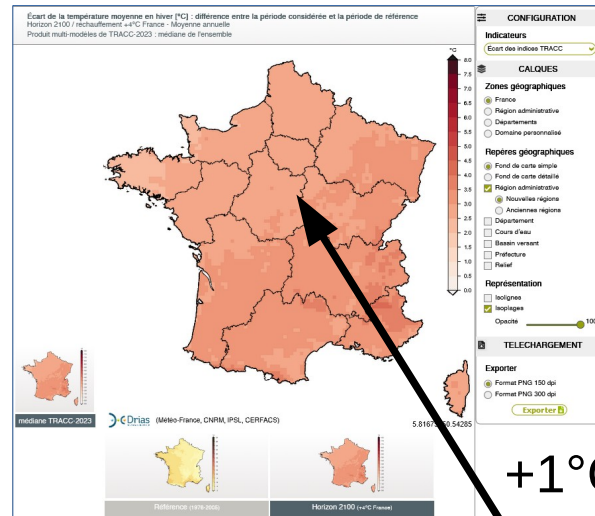 Écart de la température moyenne en hiver [°C] : différence entre la période considérée et la période de référence
Horizon 2100 / rechauffement +4°C France - Moyenne annuelle
Produit multi-modèles de TRACC-2023 : médiane de l'ensemble
°C
8.0
7.5
7.0
6.5
6.0
5.5
5.0
4.5
4.0
3.5
3.0
2.5
2.0
1.5
1.0
0.5
0.0
médiane TRACC-2023
Drias
(Météo-France, CNRM, IPSL, CERFACS)
Référence (1976-2005)
Horizon 2100 (+4°C France)
CONFIGURATION
Indicateurs
Ecart des indices TRACC
CALQUES
Zones géographiques
France
Région administrative
Départements
Domaine personnalisé
Repères géographiques
Fond de carte simple
Fond de carte détaillé
Région administrative
Nouvelles régions
Anciennes regions
Département
Cours d'eau
Bassin versant
Préfecture
Relief
Représentation
Isolignes
Isoplages
Opacité 100
TELECHARGEMENT
Exporter
Format PNG 150 dpi
Format PNG 300 dpi
Exporter
+1°